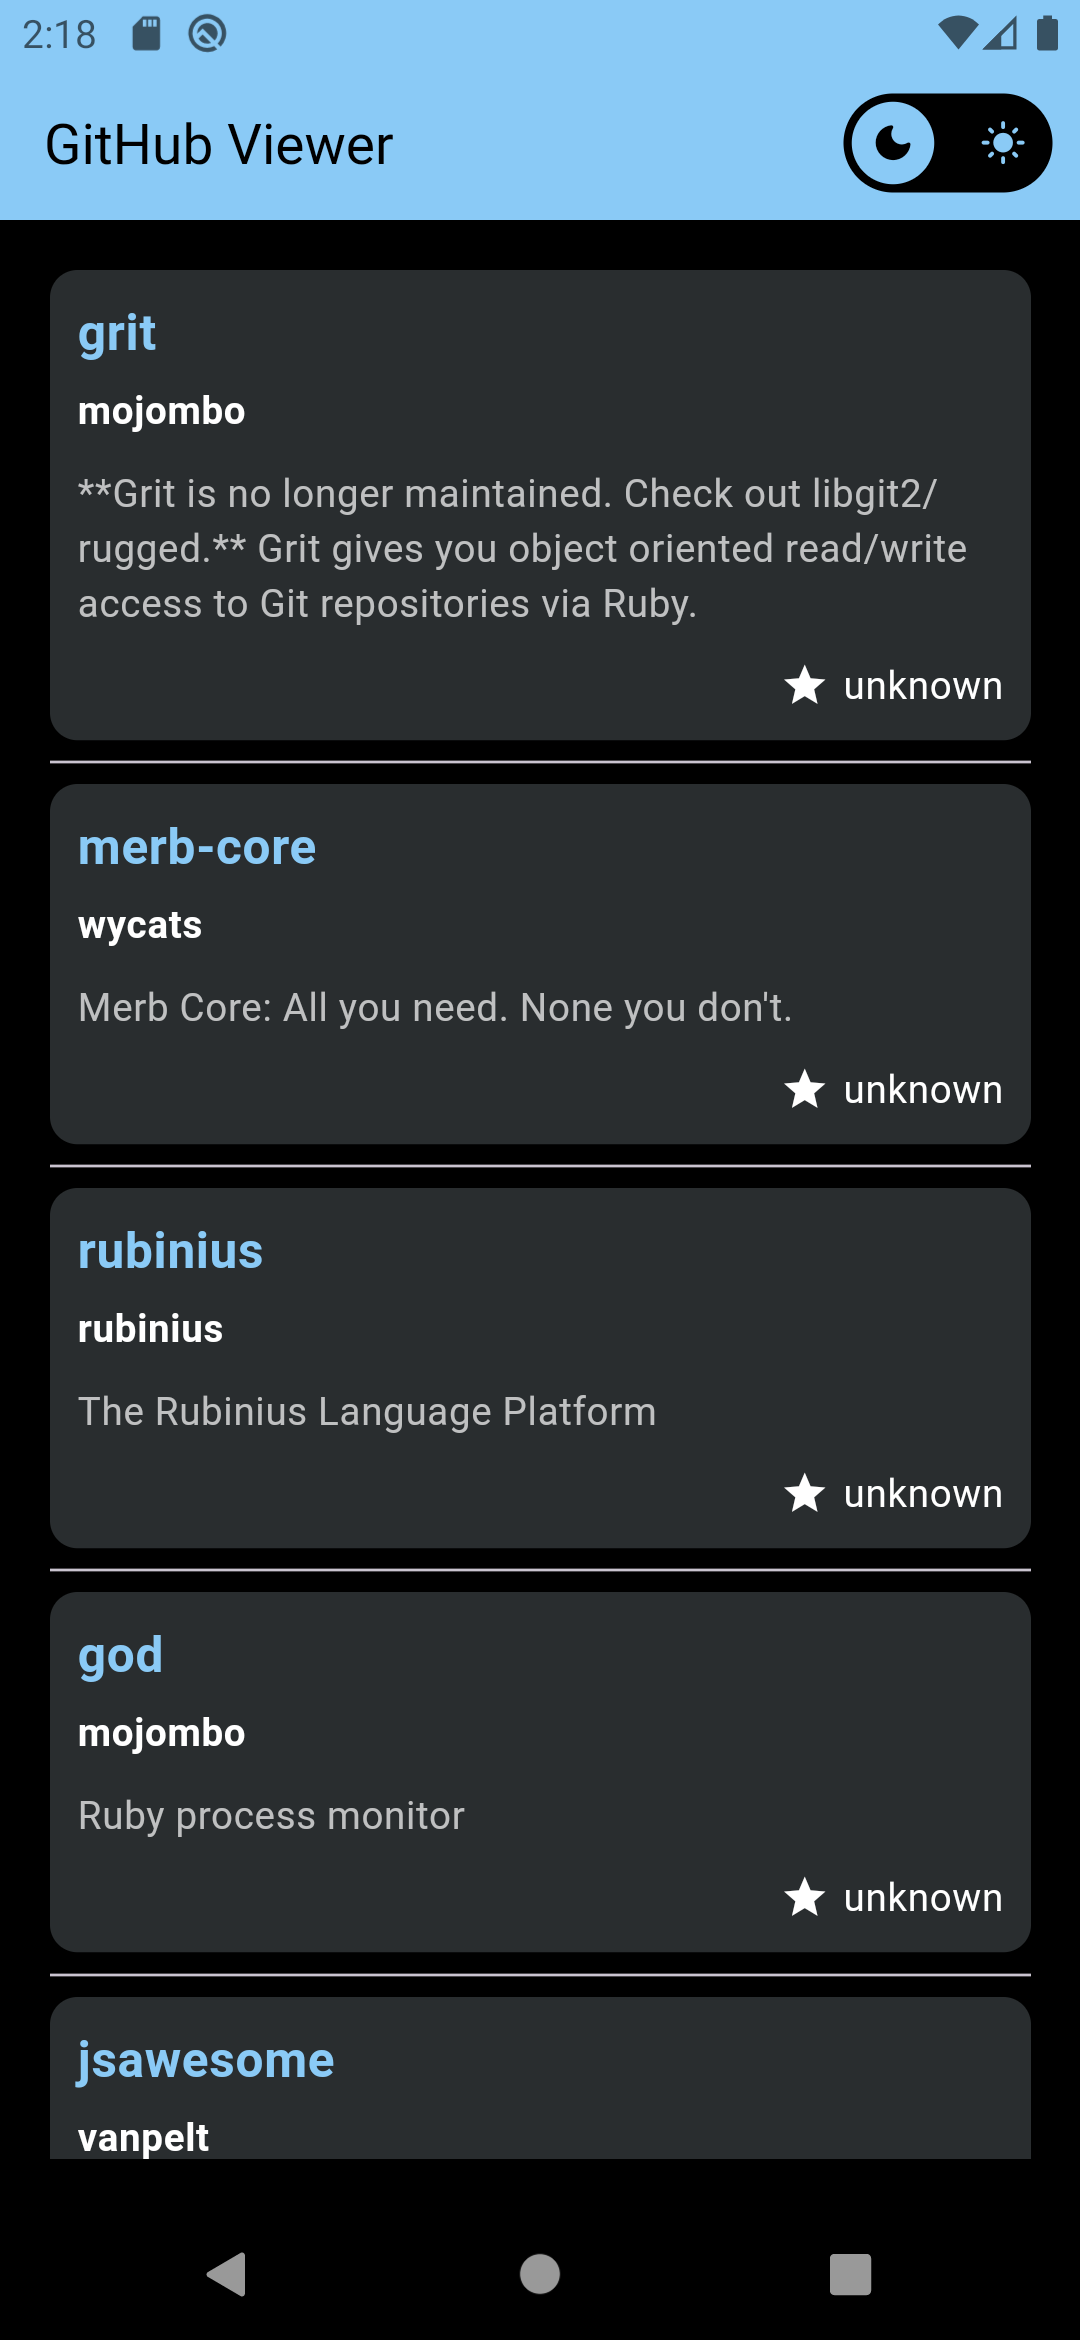 2:18
GitHub Viewer
grit
mojombo
**Grit is no longer maintained. Check out libgit2/
rugged.** Grit gives you object oriented read/write
access to Git repositories via Ruby.
unknown
merb-core
wycats
Merb Core: All you need. None you don't.
unknown
rubinius
rubinius
The Rubinius Language Platform
unknown
god
mojombo
Ruby process monitor
unknown
jsawesome
vanpelt